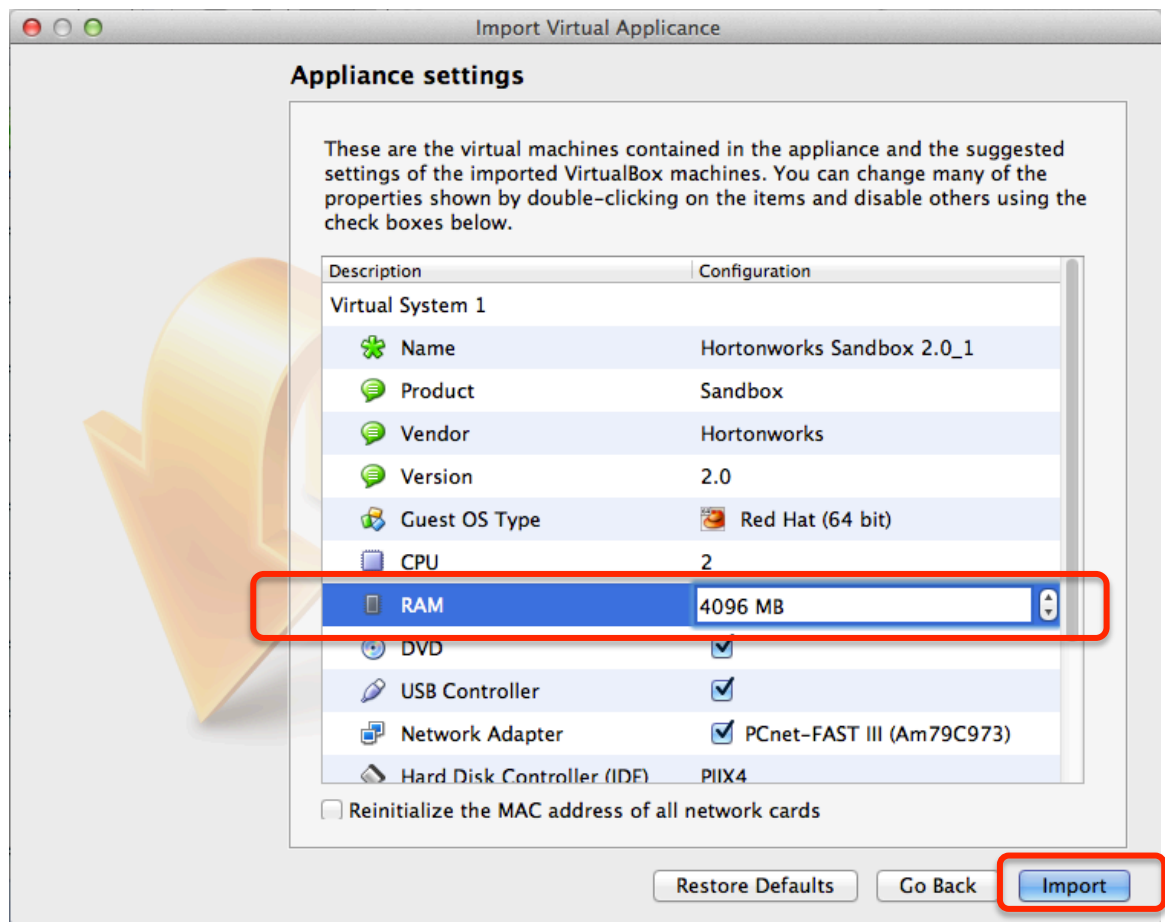 Import Virtual Applicance
Appliance settings
These are the virtual machines contained in the appliance and the suggested
settings of the imported VirtualBox machines. You can change many of the
properties shown by double-clicking on the items and disable others using the
check boxes below.
Description Configuration
Virtual System 1
Name Hortonworks Sandbox 2.0_1
Product Sandbox
Vendor Hortonworks
Version 2.0
Guest OS Type Red Hat (64 bit)
CPU 2
RAM 4096 MB
DVD
USB Controller
Network Adapter PCnet-FAST III (Am79C973)
Hard Disk Controller (IDE) PIIX4
Reinitialize the MAC address of all network cards
Restore Defaults Go Back Import